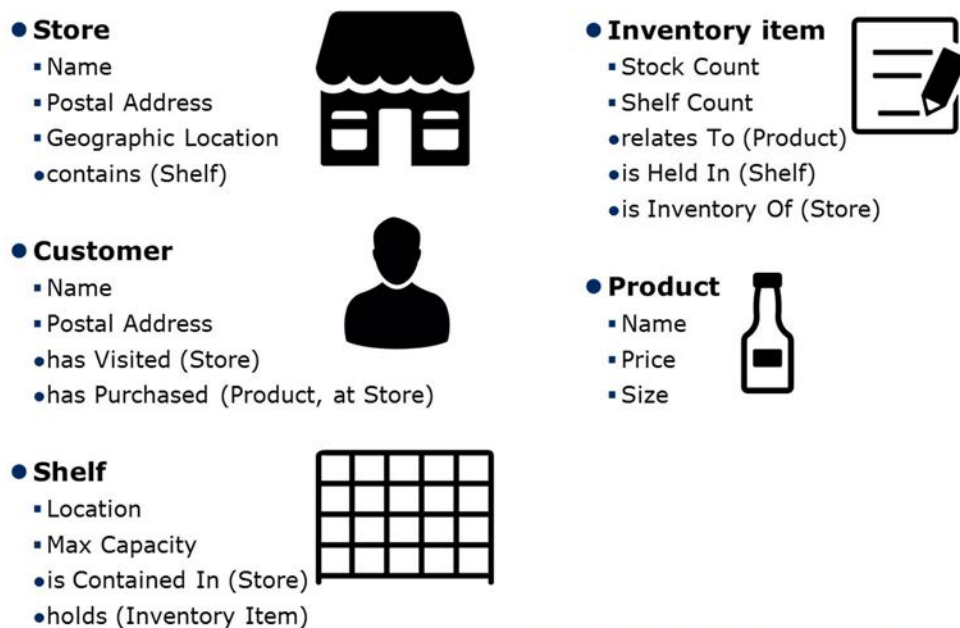 Store
Name
Postal Address
Geographic Location
contains (Shelf)
Customer
Name
Postal Address
has Visited (Store)
has Purchased (Product, at Store)
Shelf
Location
Max Capacity
is Contained In (Store)
holds (Inventory Item)
Inventory item
Stock Count
Shelf Count
relates To (Product)
is Held In (Shelf)
is Inventory Of (Store)
Product
Name
Price
Size